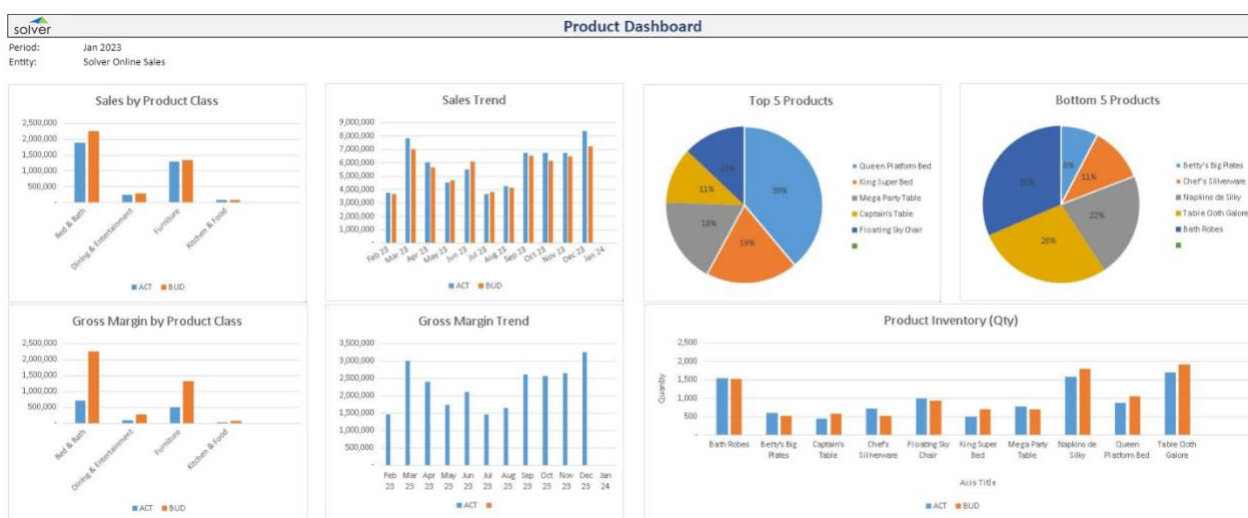 solver
Product Dashboard
Period: Jan 2023
Entity: Solver Online Sales
Sales by Product Class
2,500,000
2,000,000
1,500,000
1,000,000
500,000
-
Bed & Bath
Dining & Entertainment
Furniture
Kitchen & Food
ACT BUD
Sales Trend
9,000,000
8,000,000
7,000,000
6,000,000
5,000,000
4,000,000
3,000,000
2,000,000
1,000,000
-
Feb 23 Mar 23 Apr 23 May 23 Jun 23 Jul 23 Aug 23 Sep 23 Oct 23 Nov 23 Dec 23 Jan 24
ACT BUD
Top 5 Products
39%
19%
18%
11%
13%
Queen Platform Bed
King Super Bed
Mega Party Table
Captain's Table
Floating Sky Chair
Bottom 5 Products
8%
11%
22%
28%
31%
Betty's Big Plates
Chef's Sillverware
Napkins de Silky
Table Cloth Galore
Bath Robes
Gross Margin by Product Class
2,500,000
2,000,000
1,500,000
1,000,000
500,000
-
Bed & Bath
Dining & Entertainment
Furniture
Kitchen & Food
ACT BUD
Gross Margin Trend
3,500,000
3,000,000
2,500,000
2,000,000
1,500,000
1,000,000
500,000
-
Feb Mar Apr May Jun Jul Aug Sep Oct Nov Dec Jan
23 23 23 23 23 23 23 23 23 23 23 24
ACT
Product Inventory (Qty)
Quantity
2,500
2,000
1,500
1,000
500
-
Bath Robes Betty's Big Captain's Chef's Floating Sky King Super Mega Party Napkins de Queen Table Cloth
Plates Table Sillverware Chair Bed Table Silky Platform Bed Galore
Axis Title
ACT BUD